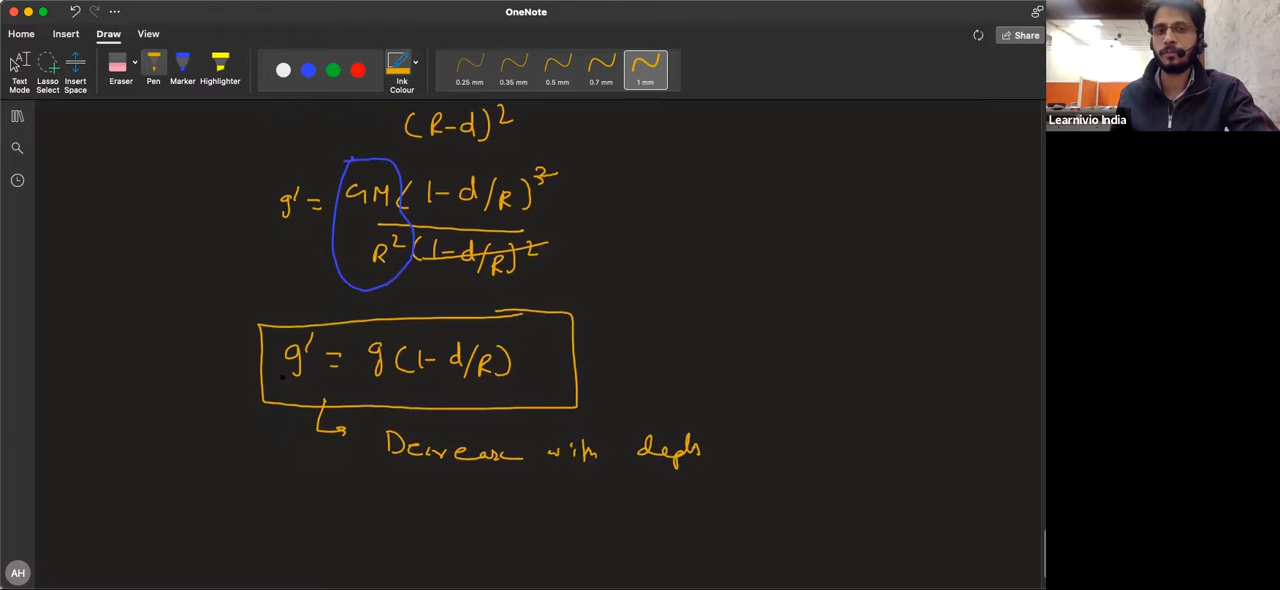 OneNote
Home Insert Draw View
Share
Text Mode
Lasso Select
Insert Space
Eraser
Pen
Marker
Highlighter
Ink Colour
0.25 mm
0.35 mm
0.5 mm
0.7 mm
1 mm
Learnivio India
(R-d)²
g' = GM(1-d/R)³
R²(1-d/R)²
g' = g(1-d/R)
Decrease with depth
AH